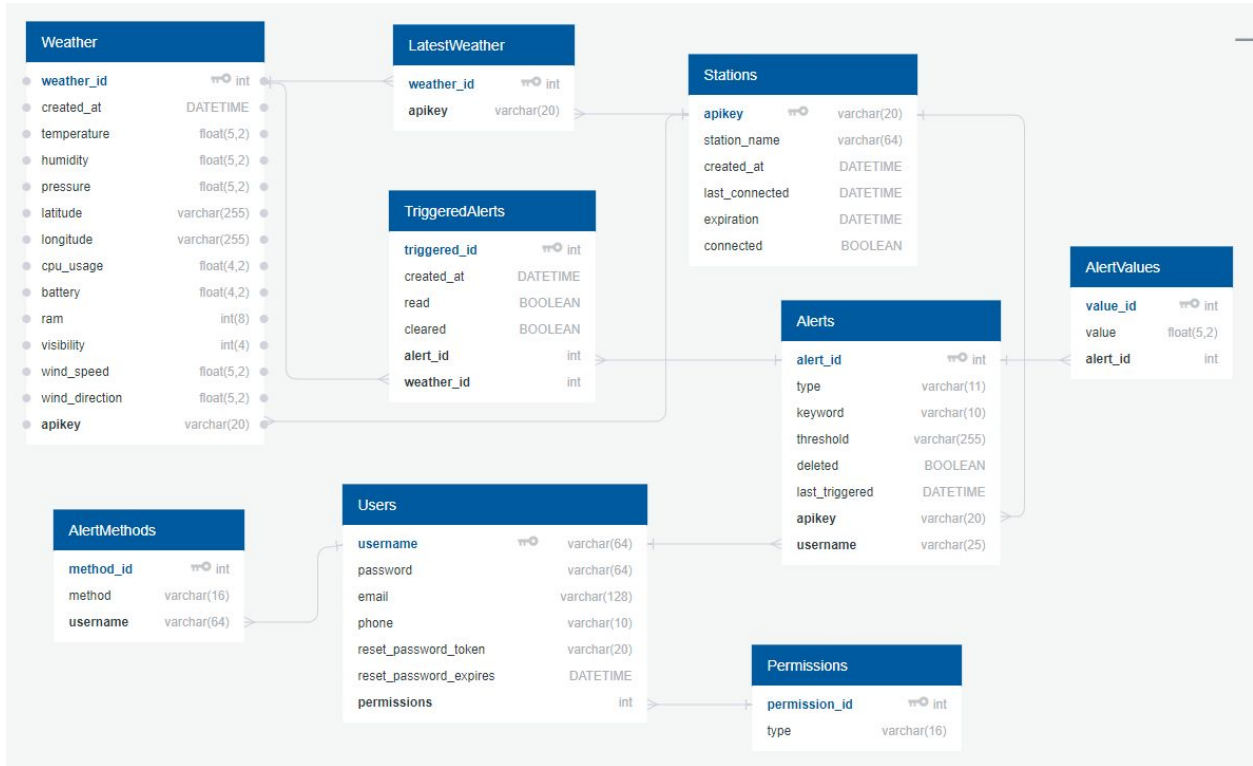 Weather
weather_id int
created_at DATETIME
temperature float(5,2)
humidity float(5,2)
pressure float(5,2)
latitude varchar(255)
longitude varchar(255)
cpu_usage float(4,2)
battery float(4,2)
ram int(8)
visibility int(4)
wind_speed float(5,2)
wind_direction float(5,2)
apikey varchar(20)
LatestWeather
weather_id int
apikey varchar(20)
Stations
apikey varchar(20)
station_name varchar(64)
created_at DATETIME
last_connected DATETIME
expiration DATETIME
connected BOOLEAN
TriggeredAlerts
triggered_id int
created_at DATETIME
read BOOLEAN
cleared BOOLEAN
alert_id int
weather_id int
AlertValues
value_id int
value float(5,2)
alert_id int
Alerts
alert_id int
type varchar(11)
keyword varchar(10)
threshold varchar(255)
deleted BOOLEAN
last_triggered DATETIME
apikey varchar(20)
username varchar(25)
AlertMethods
method_id int
method varchar(16)
username varchar(64)
Users
username varchar(64)
password varchar(64)
email varchar(128)
phone varchar(10)
reset_password_token varchar(20)
reset_password_expires DATETIME
permissions int
Permissions
permission_id int
type varchar(16)